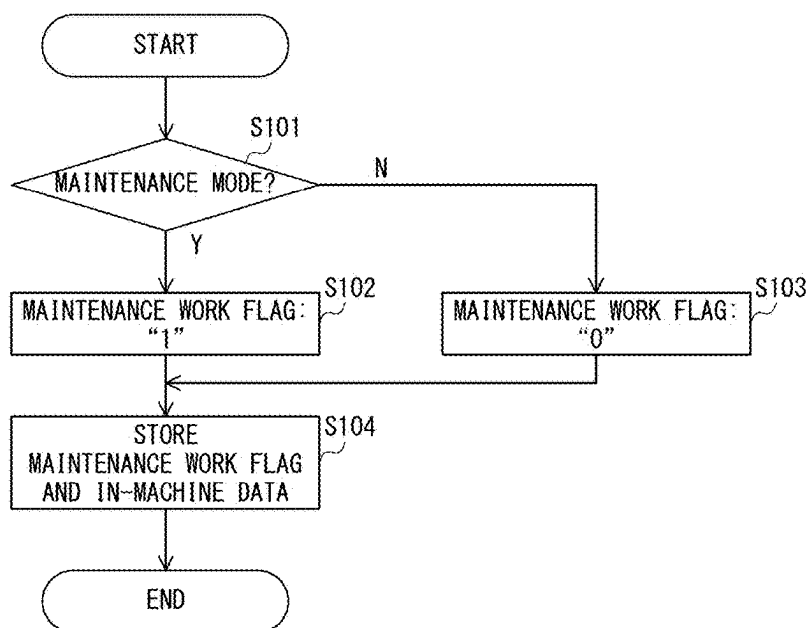 START
S101
MAINTENANCE MODE?
N
Y
S102
MAINTENANCE WORK FLAG:
“1”
S103
MAINTENANCE WORK FLAG:
“0”
S104
STORE
MAINTENANCE WORK FLAG
AND IN-MACHINE DATA
END